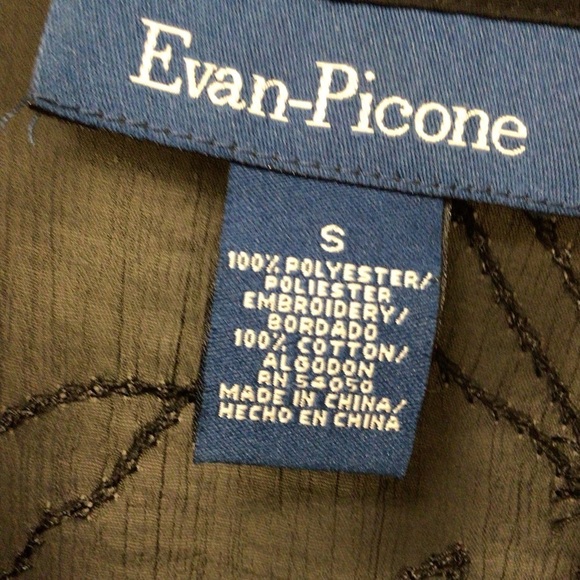 Evan-Picone
S
100% POLYESTER/
POLIESTER
EMBROIDERY/
BORDADO
100% COTTON/
ALGODON
RN 54050
MADE IN CHINA/
HECHO EN CHINA